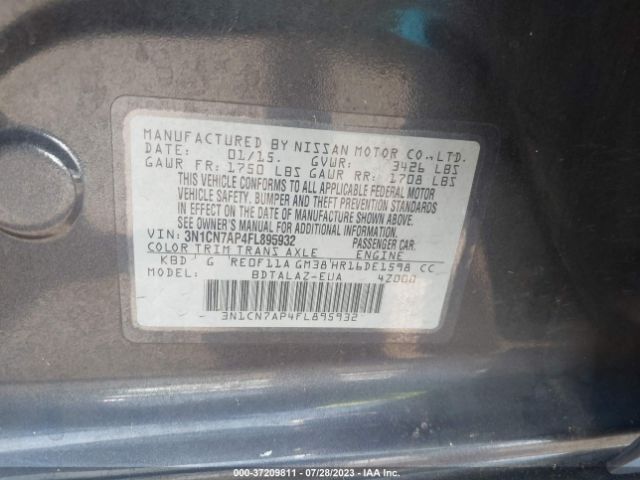 MANUFACTURED BY NISSAN MOTOR CO., LTD.
DATE: 01/15. GVWR: 3426 LBS
GAWR FR: 1750 LBS GAWR RR: 1708 LBS
THIS VEHICLE CONFORMS TO ALL APPLICABLE FEDERAL MOTOR
VEHICLE SAFETY, BUMPER AND THEFT PREVENTION STANDARDS
IN EFFECT ON THE DATE OF MANUFACTURE SHOWN ABOVE.
SEE OWNER'S MANUAL FOR ADDITIONAL INFORMATION.
VIN: 3N1CN7AP4FL895932 PASSENGER CAR
COLOR TRIM TRANS AXLE ENGINE
KBD G RE0F11A GM38 HR16DE1598 CC
MODEL: BDTALAZ-EUA 4Z000
3N1CN7AP4FL895932
000-37209811 - 07/28/2023 - IAA Inc.